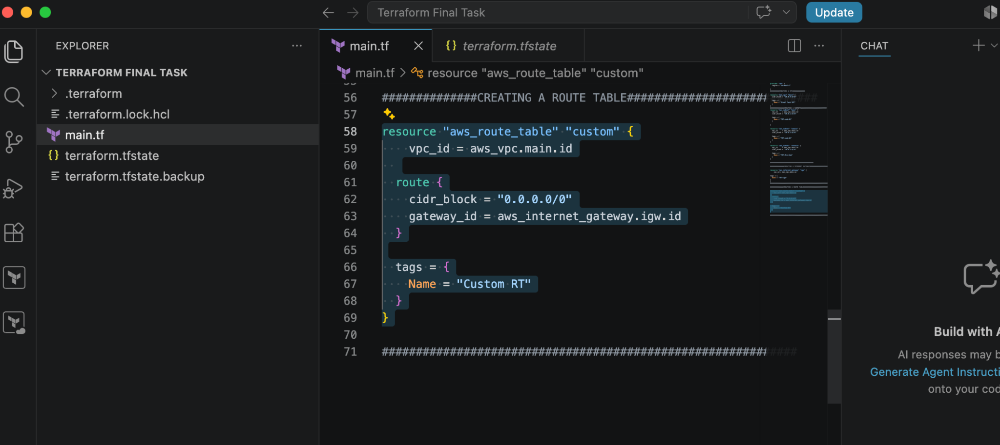 Terraform Final Task
Update
EXPLORER
TERRAFORM FINAL TASK
.terraform
.terraform.lock.hcl
main.tf
{} terraform.tfstate
terraform.tfstate.backup
main.tf
{} terraform.tfstate
main.tf > resource "aws_route_table" "custom"
56 ##############CREATING A ROUTE TABLE############################
57
58 resource "aws_route_table" "custom" {
59 vpc_id = aws_vpc.main.id
60
61 route {
62 cidr_block = "0.0.0.0/0"
63 gateway_id = aws_internet_gateway.igw.id
64 }
65
66 tags = {
67 Name = "Custom RT"
68 }
69 }
70
71 #############################################################
CHAT
Build with
AI responses may
Generate Agent Instructi
onto your cod